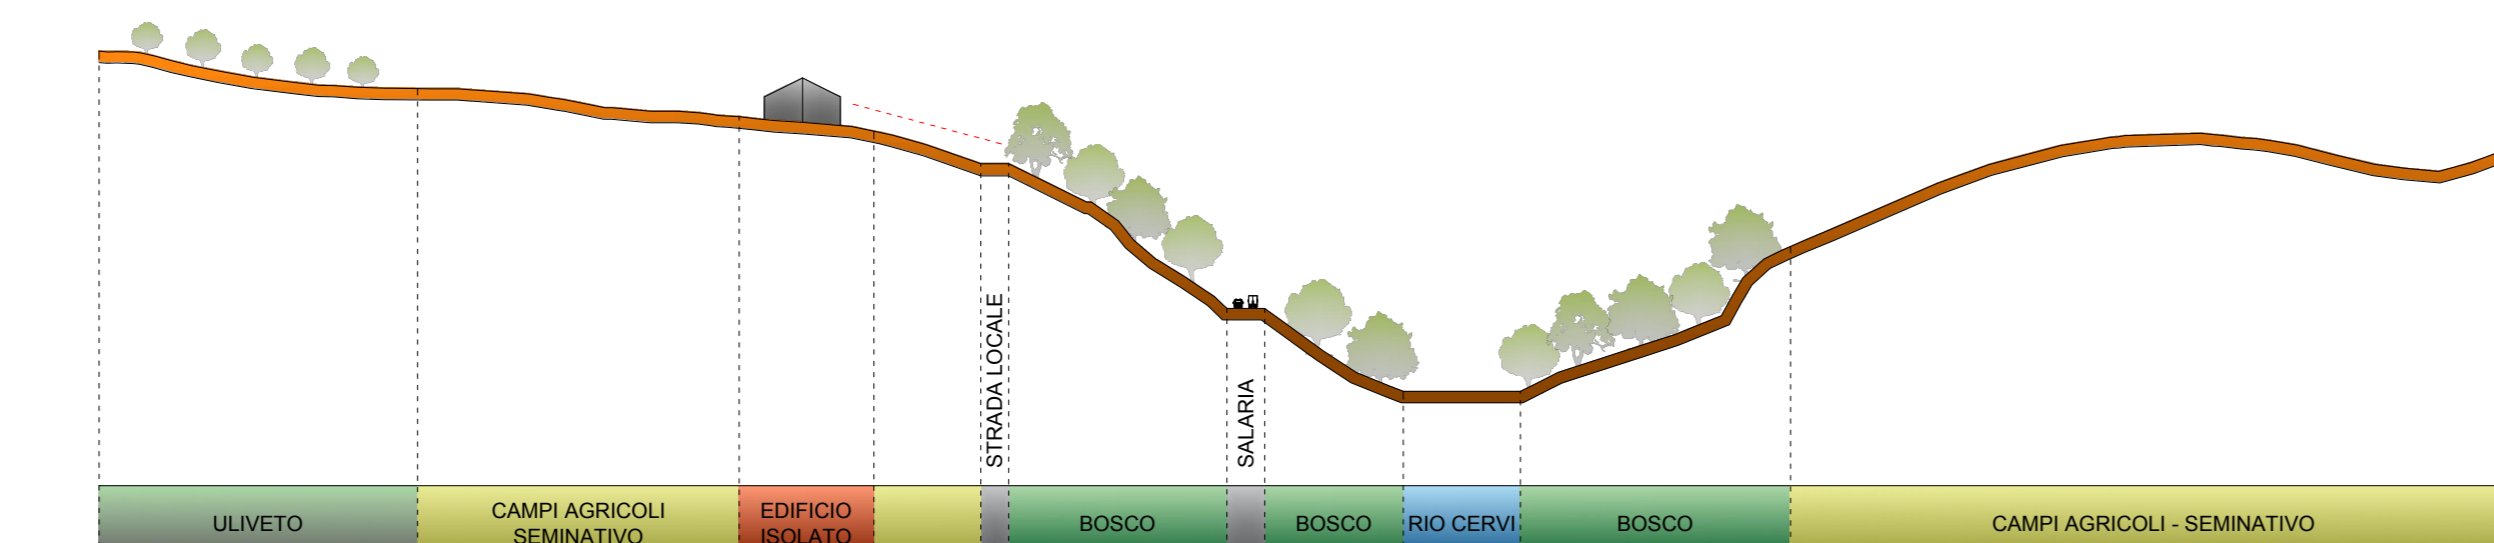 STRADA LOCALE
SALARIA
ULIVETO
CAMPI AGRICOLI
SEMINATIVO
EDIFICIO
ISOLATO
BOSCO
BOSCO
RIO CERVI
BOSCO
CAMPI AGRICOLI - SEMINATIVO